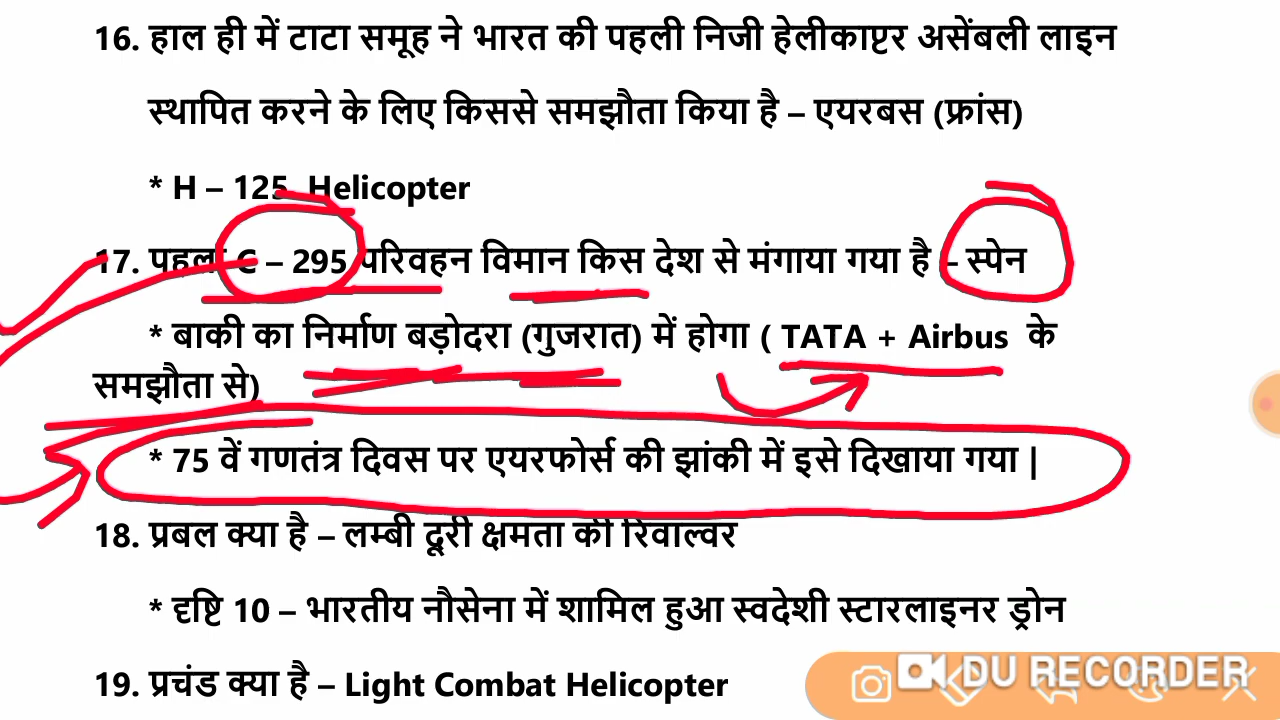 16. हाल ही में टाटा समूह ने भारत की पहली निजी हेलीकाप्टर असेंबली लाइन
स्थापित करने के लिए किससे समझौता किया है – एयरबस (फ्रांस)
* H – 125 Helicopter
17. पहला C – 295 परिवहन विमान किस देश से मंगाया गया है – स्पेन
* बाकी का निर्माण बड़ोदरा (गुजरात) में होगा ( TATA + Airbus के
समझौता से)
* 75 वें गणतंत्र दिवस पर एयरफोर्स की झांकी में इसे दिखाया गया |
18. प्रबल क्या है – लम्बी दूरी क्षमता की रिवाल्वर
* दृष्टि 10 – भारतीय नौसेना में शामिल हुआ स्वदेशी स्टारलाइनर ड्रोन
19. प्रचंड क्या है – Light Combat Helicopter
DU RECORDER